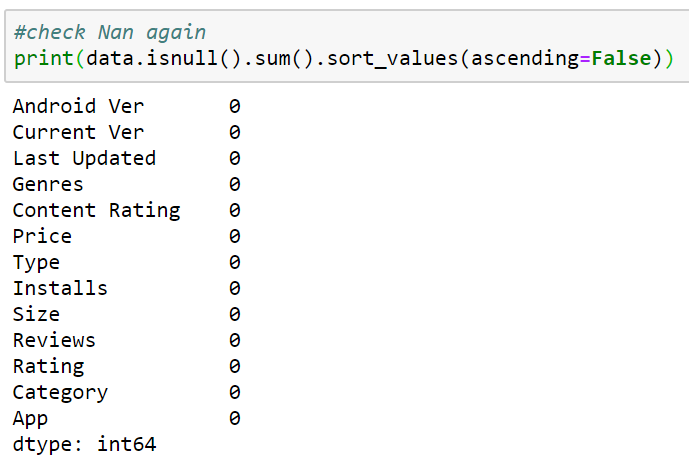 #check Nan again
print(data.isnull().sum().sort_values(ascending=False))
Android Ver 0
Current Ver 0
Last Updated 0
Genres 0
Content Rating 0
Price 0
Type 0
Installs 0
Size 0
Reviews 0
Rating 0
Category 0
App 0
dtype: int64